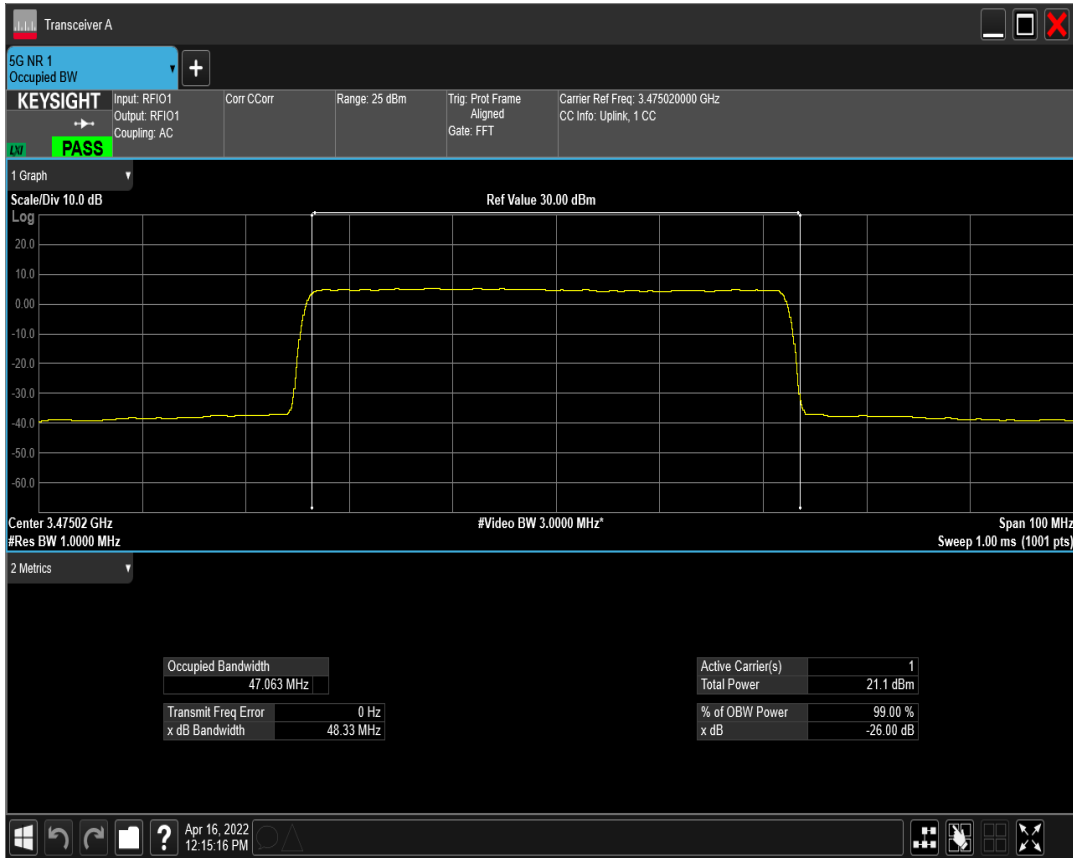 Transceiver A
5G NR 1
Occupied BW
KEYSIGHT
LXI
PASS
Input: RFIO1
Output: RFIO1
Coupling: AC
Corr CCorr
Range: 25 dBm
Trig: Prot Frame
Aligned
Gate: FFT
Carrier Ref Freq: 3.475020000 GHz
CC Info: Uplink, 1 CC
1 Graph
Scale/Div 10.0 dB
Ref Value 30.00 dBm
Log
20.0
10.0
0.00
-10.0
-20.0
-30.0
-40.0
-50.0
-60.0
Center 3.47502 GHz
#Video BW 3.0000 MHz*
Span 100 MHz
#Res BW 1.0000 MHz
Sweep 1.00 ms (1001 pts)
2 Metrics
Occupied Bandwidth
47.063 MHz
Transmit Freq Error 0 Hz
x dB Bandwidth 48.33 MHz
Active Carrier(s) 1
Total Power 21.1 dBm
% of OBW Power 99.00 %
x dB -26.00 dB
?
Apr 16, 2022
12:15:16 PM